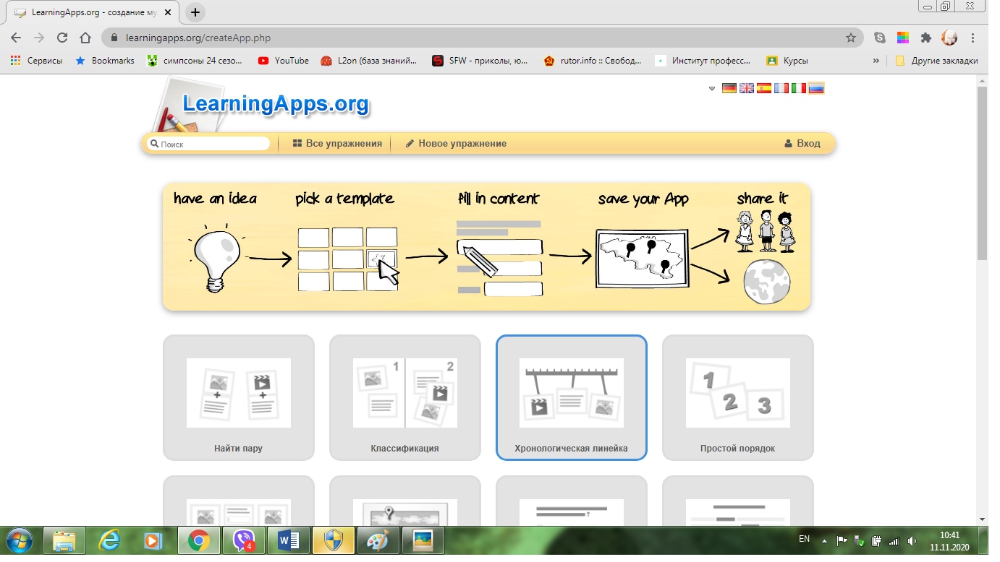 LearningApps.org - создание му
learningapps.org/createApp.php
Сервисы Bookmarks симпсоны 24 сезо... YouTube L2on (база знаний... SFW - приколы, ю... rutor.info :: Свобод... Институт професс... Курсы » Другие закладки
LearningApps.org
Поиск Все упражнения Новое упражнение Вход
have an idea pick a template fill in content save your App share it
1 2 1 2 3
Найти пару Классификация Хронологическая линейка Простой порядок
?
4 EN 10:41
11.11.2020